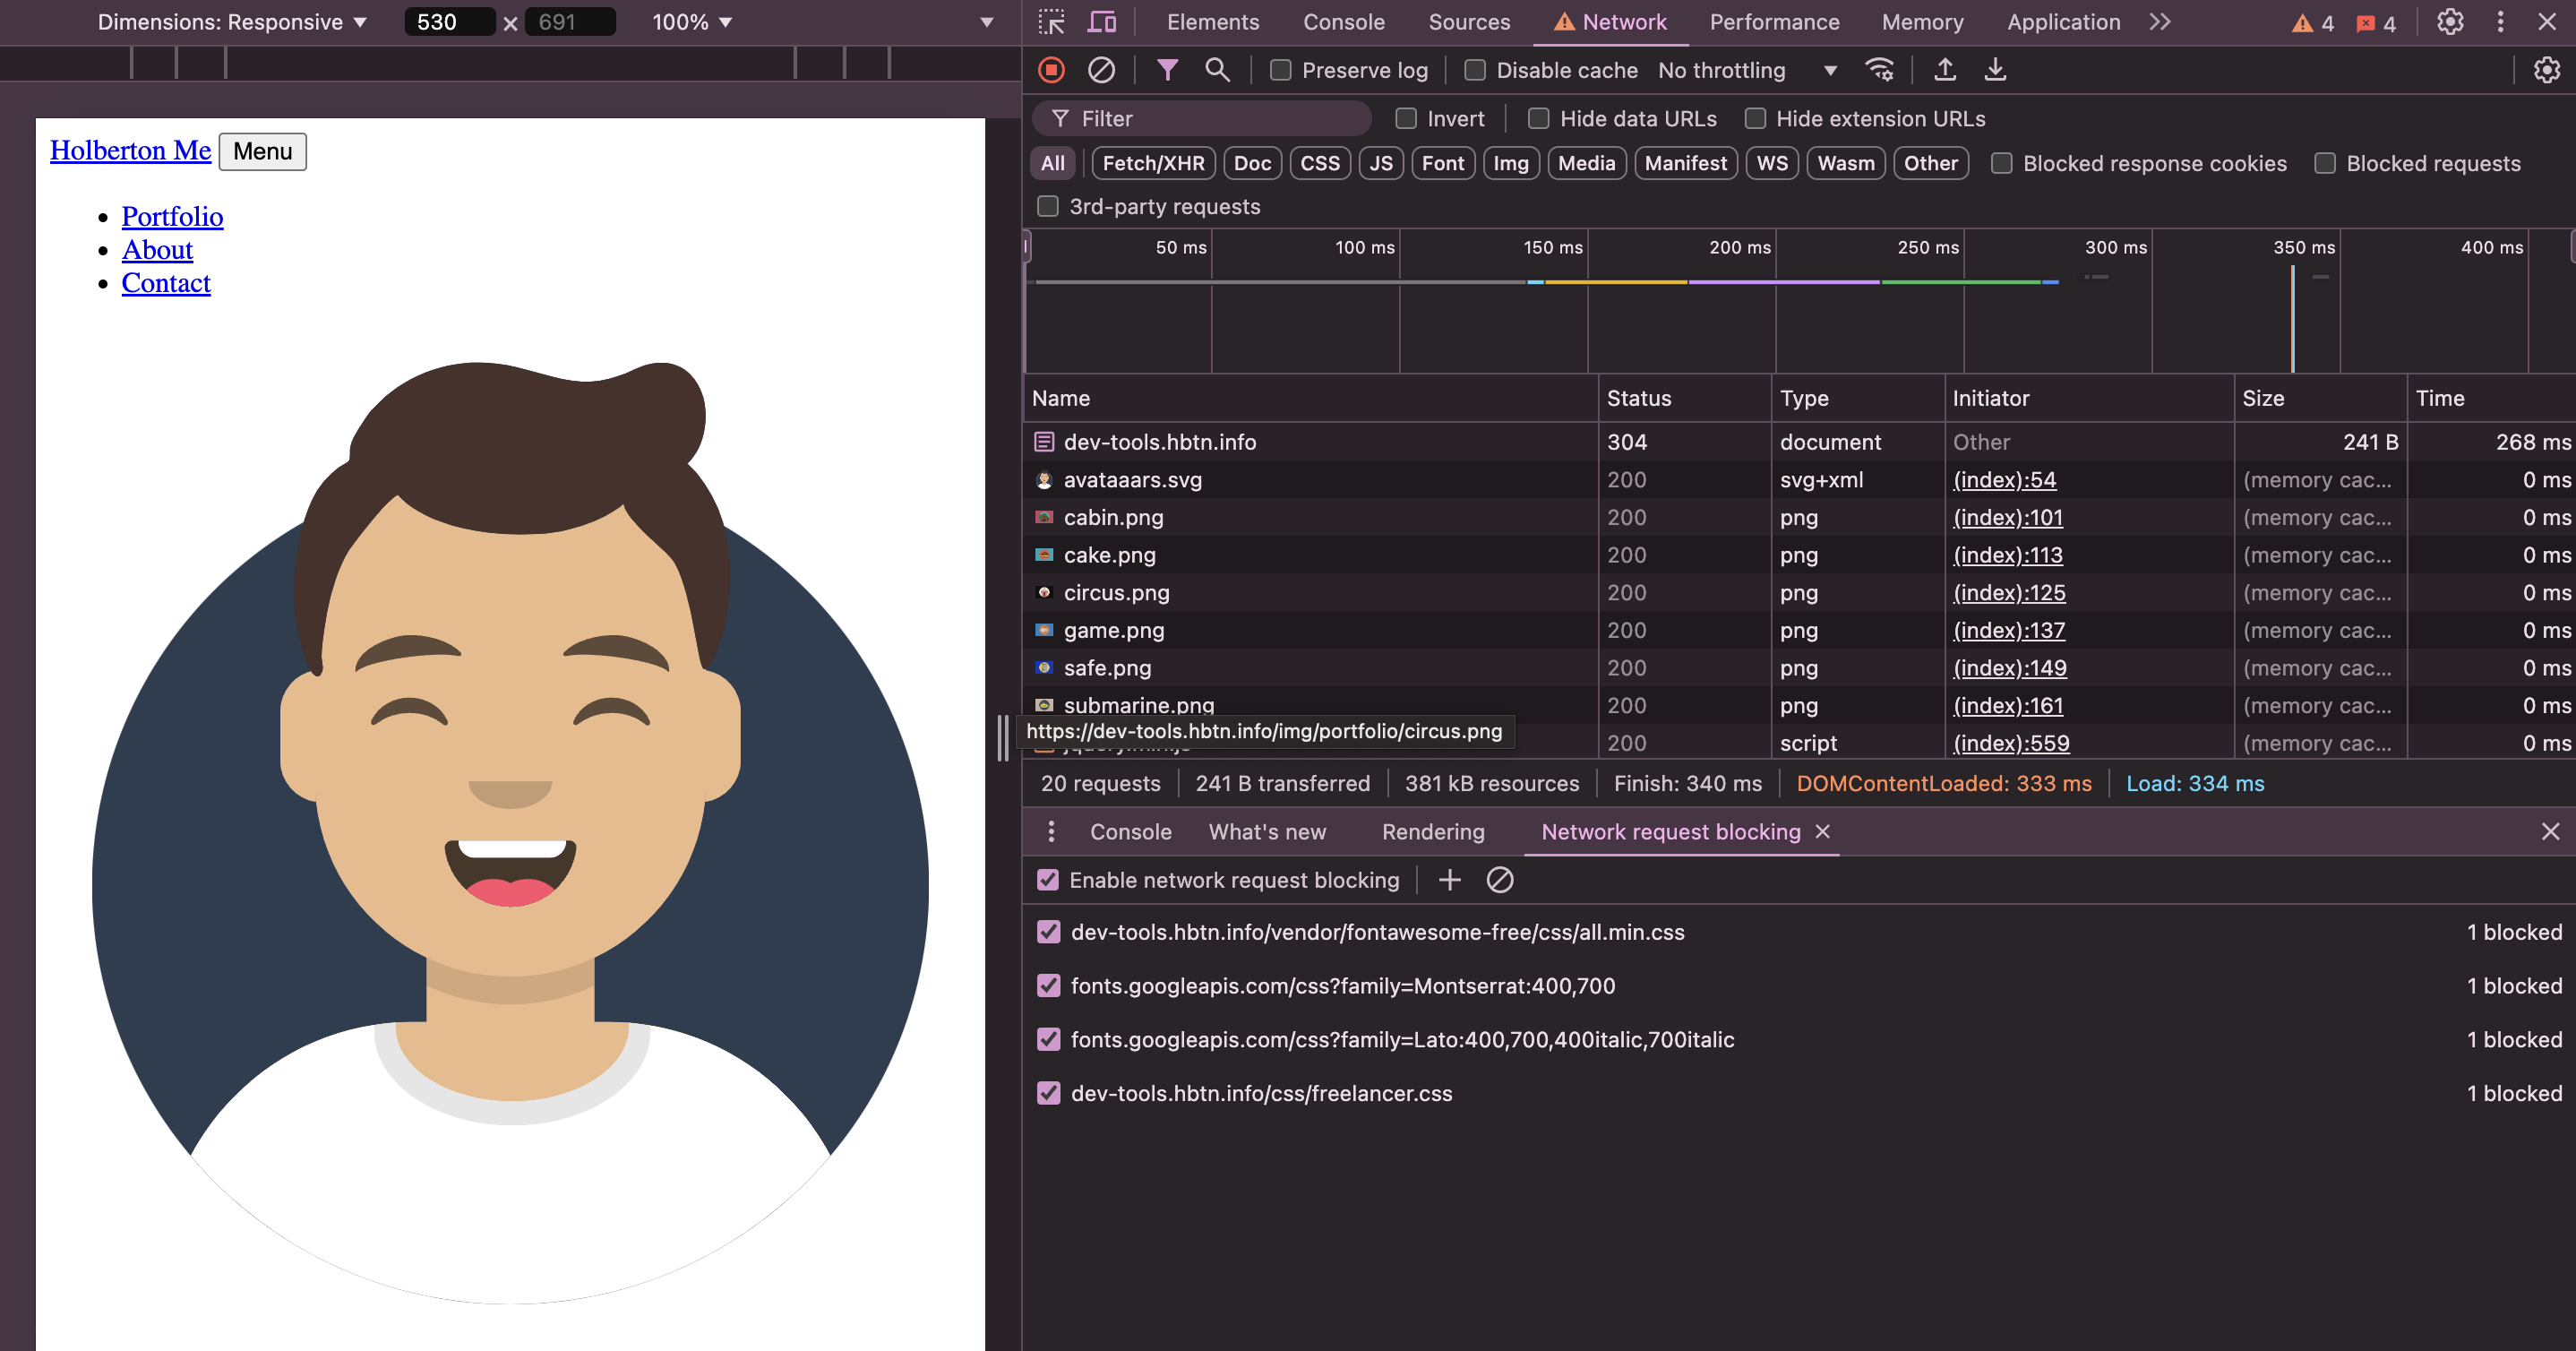 Dimensions: Responsive ▼ 530 × 691 100% ▼ ▼
Holberton Me Menu
• Portfolio
• About
• Contact
Elements Console Sources Network Performance Memory Application 4 4
Preserve log Disable cache No throttling ▼
Filter Invert Hide data URLs Hide extension URLs
All Fetch/XHR Doc CSS JS Font Img Media Manifest WS Wasm Other Blocked response cookies Blocked requests
3rd-party requests
50 ms 100 ms 150 ms 200 ms 250 ms 300 ms 350 ms 400 ms
Name Status Type Initiator Size Time
dev-tools.hbtn.info 304 document Other 241 B 268 ms
avataaars.svg 200 svg+xml (index):54 (memory cac... 0 ms
cabin.png 200 png (index):101 (memory cac... 0 ms
cake.png 200 png (index):113 (memory cac... 0 ms
circus.png 200 png (index):125 (memory cac... 0 ms
game.png 200 png (index):137 (memory cac... 0 ms
safe.png 200 png (index):149 (memory cac... 0 ms
submarine.png 200 png (index):161 (memory cac... 0 ms
https://dev-tools.hbtn.info/img/portfolio/circus.png
200 script (index):559 (memory cac... 0 ms
20 requests 241 B transferred 381 kB resources Finish: 340 ms DOMContentLoaded: 333 ms Load: 334 ms
Console What's new Rendering Network request blocking
Enable network request blocking
dev-tools.hbtn.info/vendor/fontawesome-free/css/all.min.css 1 blocked
fonts.googleapis.com/css?family=Montserrat:400,700 1 blocked
fonts.googleapis.com/css?family=Lato:400,700,400italic,700italic 1 blocked
dev-tools.hbtn.info/css/freelancer.css 1 blocked